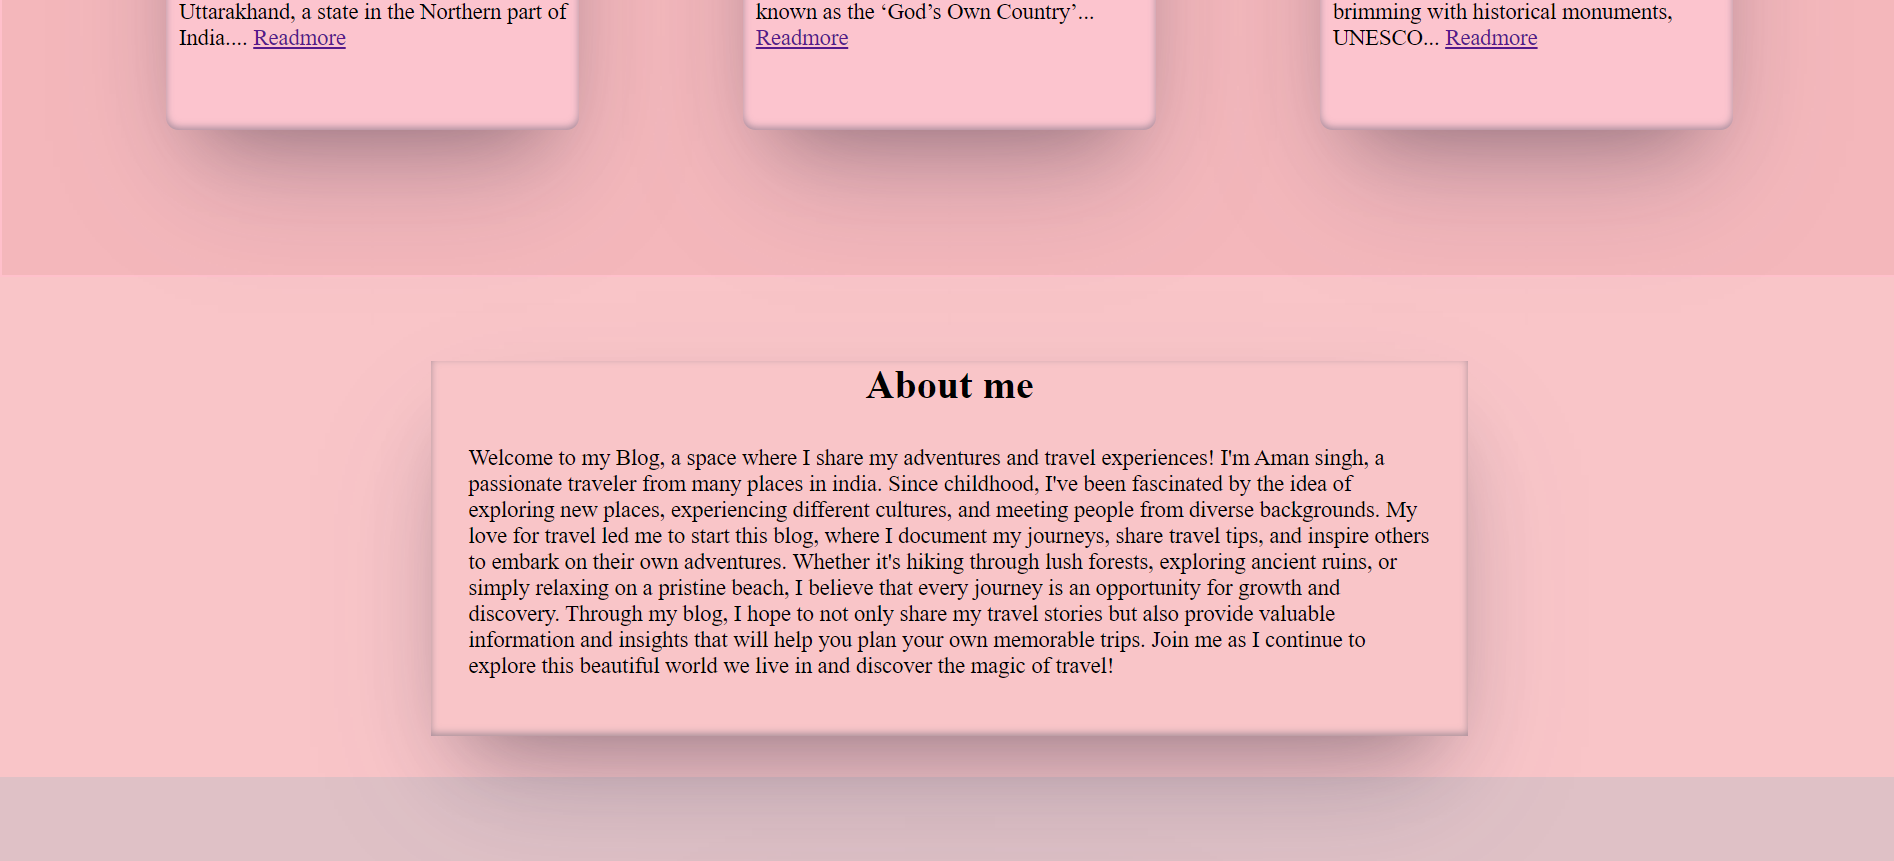 Uttarakhand, a state in the Northern part of
India.... Readmore
known as the ‘God’s Own Country’...
Readmore
brimming with historical monuments,
UNESCO... Readmore
About me
Welcome to my Blog, a space where I share my adventures and travel experiences! I'm Aman singh, a
passionate traveler from many places in india. Since childhood, I've been fascinated by the idea of
exploring new places, experiencing different cultures, and meeting people from diverse backgrounds. My
love for travel led me to start this blog, where I document my journeys, share travel tips, and inspire others
to embark on their own adventures. Whether it's hiking through lush forests, exploring ancient ruins, or
simply relaxing on a pristine beach, I believe that every journey is an opportunity for growth and
discovery. Through my blog, I hope to not only share my travel stories but also provide valuable
information and insights that will help you plan your own memorable trips. Join me as I continue to
explore this beautiful world we live in and discover the magic of travel!